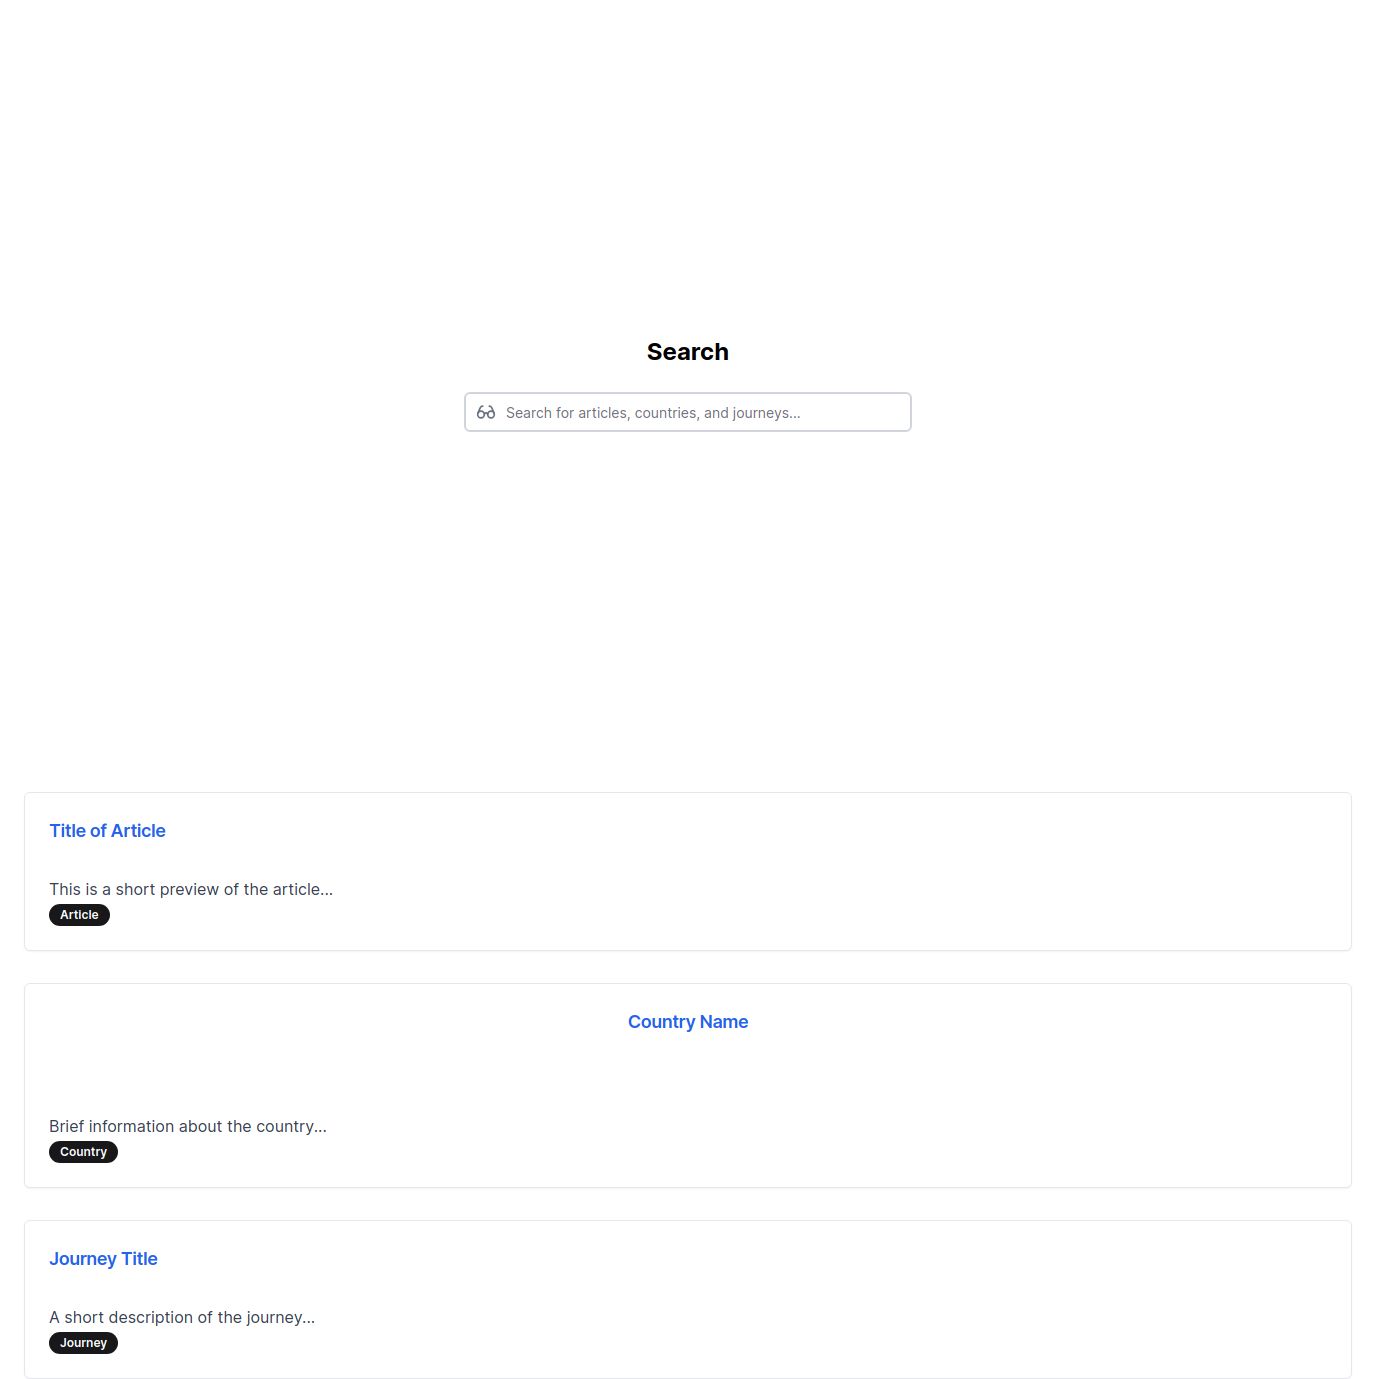 Search
Search for articles, countries, and journeys...
Title of Article
This is a short preview of the article...
Article
Country Name
Brief information about the country...
Country
Journey Title
A short description of the journey...
Journey